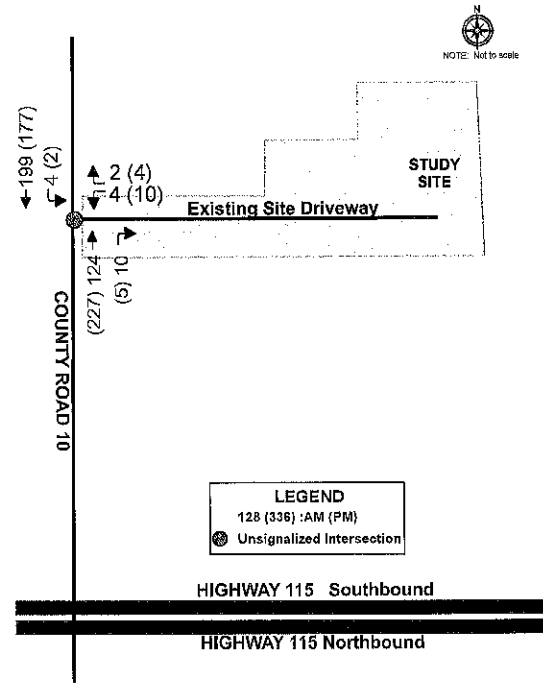 N
NOTE: Not to scale
199 (177)
4 (2)
2 (4)
4 (10)
STUDY
SITE
Existing Site Driveway
(227) 124
(5) 10
COUNTY ROAD 10
LEGEND
128 (336) :AM (PM)
Unsignalized Intersection
HIGHWAY 115 Southbound
HIGHWAY 115 Northbound